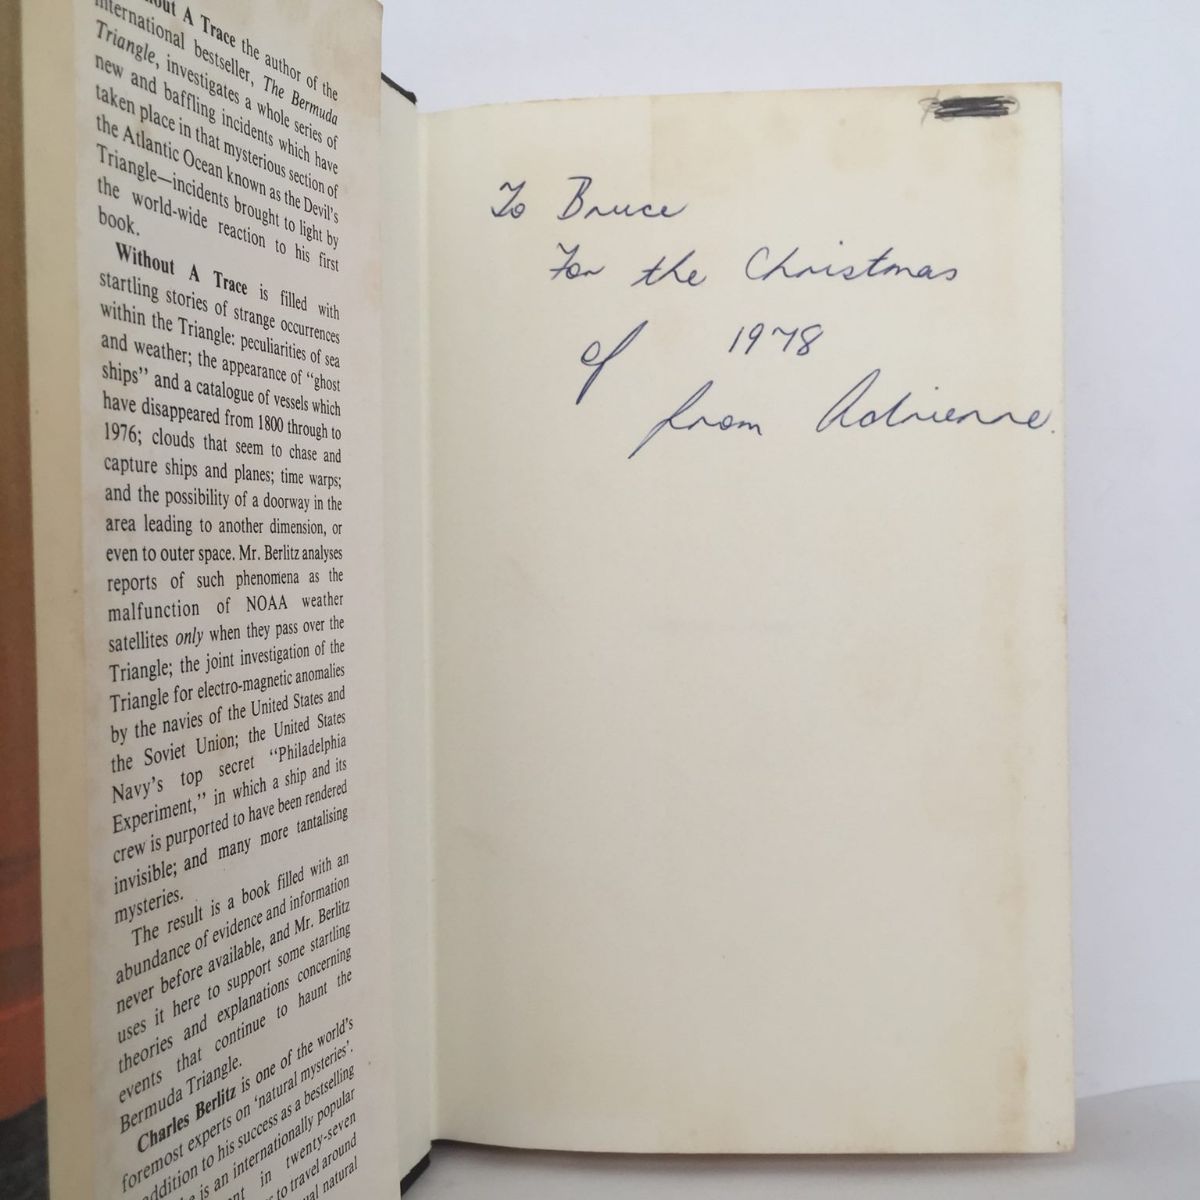 out A Trace the author of the
international bestseller, The Bermuda
Triangle, investigates a whole series of
new and baffling incidents which have
taken place in that mysterious section of
the Atlantic Ocean known as the Devil's
Triangle—incidents brought to light by
the world-wide reaction to his first
book.
Without A Trace is filled with
startling stories of strange occurrences
within the Triangle: peculiarities of sea
and weather; the appearance of "ghost
ships" and a catalogue of vessels which
have disappeared from 1800 through to
1976; clouds that seem to chase and
capture ships and planes; time warps;
and the possibility of a doorway in the
area leading to another dimension, or
even to outer space. Mr. Berlitz analyses
reports of such phenomena as the
malfunction of NOAA weather
satellites only when they pass over the
Triangle; the joint investigation of the
Triangle for electro-magnetic anomalies
by the navies of the United States and
the Soviet Union; the United States
Navy's top secret "Philadelphia
Experiment," in which a ship and its
crew is purported to have been rendered
invisible; and many more tantalising
mysteries.
The result is a book filled with an
abundance of evidence and information
never before available, and Mr. Berlitz
uses it here to support some startling
theories and explanations concerning
events that continue to haunt the
Bermuda Triangle.
Charles Berlitz is one of the world's
foremost experts on 'natural mysteries'.
addition to his success as a bestselling
he is an internationally popular
in twenty-seven
to travel around
natural
To Bruce
For the Christmas
of 1978
from Adrienne.